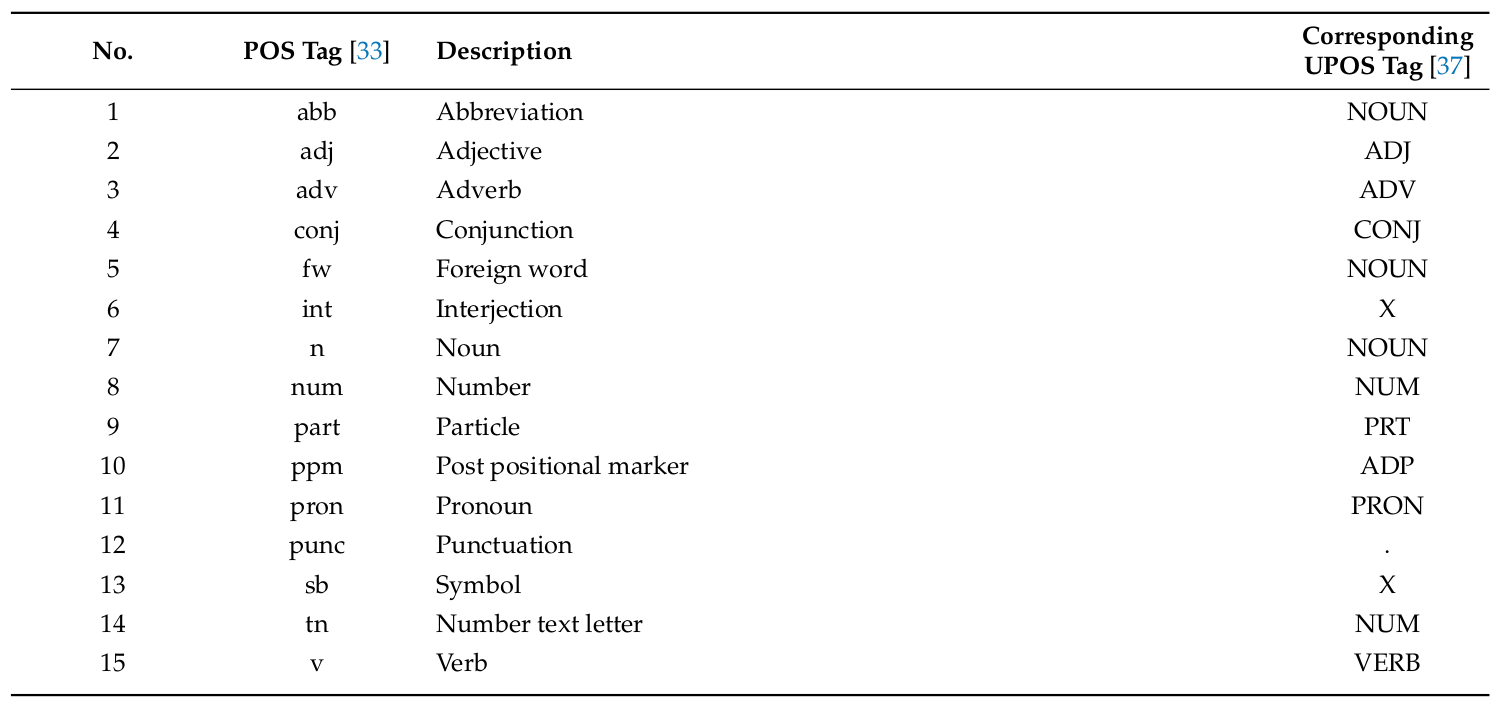 No. POS Tag [33] Description Corresponding UPOS Tag [37]
1 abb Abbreviation NOUN
2 adj Adjective ADJ
3 adv Adverb ADV
4 conj Conjunction CONJ
5 fw Foreign word NOUN
6 int Interjection X
7 n Noun NOUN
8 num Number NUM
9 part Particle PRT
10 ppm Post positional marker ADP
11 pron Pronoun PRON
12 punc Punctuation .
13 sb Symbol X
14 tn Number text letter NUM
15 v Verb VERB